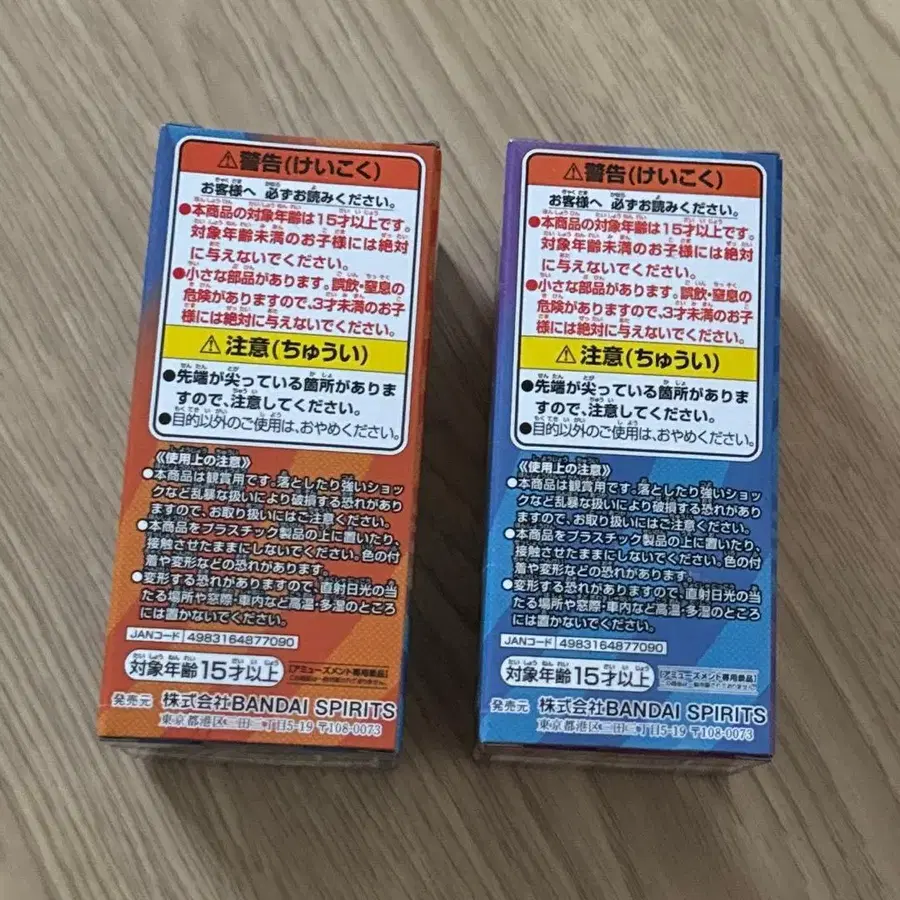 ⚠警告(けいこく)
お客様へ 必ずお読みください。
●本商品の対象年齢は15才以上です。
対象年齢未満のお子様には絶対
に与えないでください。
●小さな部品があります。誤飲・窒息の
危険がありますので、3才未満のお子
様には絶対に与えないでください。
⚠注意(ちゅうい)
●先端が尖っている箇所がありま
すので、注意してください。
●目的以外のご使用は、おやめください。
《使用上の注意》
●本商品は観賞用です。落としたり強いショッ
クなど乱暴な扱いにより破損する恐れがあり
ますので、お取り扱いにはご注意ください。
●本商品をプラスチック製品の上に置いたり、
接触させたままにしないでください。色の付
着や変形などの恐れがあります。
●変形する恐れがありますので、直射日光の当
たる場所や窓際・車内など高温・多湿のところ
には置かないでください。
JANコード 4983164877090
対象年齢15才以上
[アミューズメント専用景品]
発売元 株式会社BANDAI SPIRITS
東京都港区三田三丁目5-19 〒108-0073
⚠警告(けいこく)
お客様へ 必ずお読みください。
●本商品の対象年齢は15才以上です。
対象年齢未満のお子様には絶対
に与えないでください。
●小さな部品があります。誤飲・窒息の
危険がありますので、3才未満のお子
様には絶対に与えないでください。
⚠注意(ちゅうい)
●先端が尖っている箇所がありま
すので、注意してください。
●目的以外のご使用は、おやめください。
《使用上の注意》
●本商品は観賞用です。落としたり強いショッ
クなど乱暴な扱いにより破損する恐れがあり
ますので、お取り扱いにはご注意ください。
●本商品をプラスチック製品の上に置いたり、
接触させたままにしないでください。色の付
着や変形などの恐れがあります。
●変形する恐れがありますので、直射日光の当
たる場所や窓際・車内など高温・多湿のところ
には置かないでください。
JANコード 4983164877090
対象年齢15才以上
[アミューズメント専用景品]
発売元 株式会社BANDAI SPIRITS
東京都港区三田三丁目5-19 〒108-0073